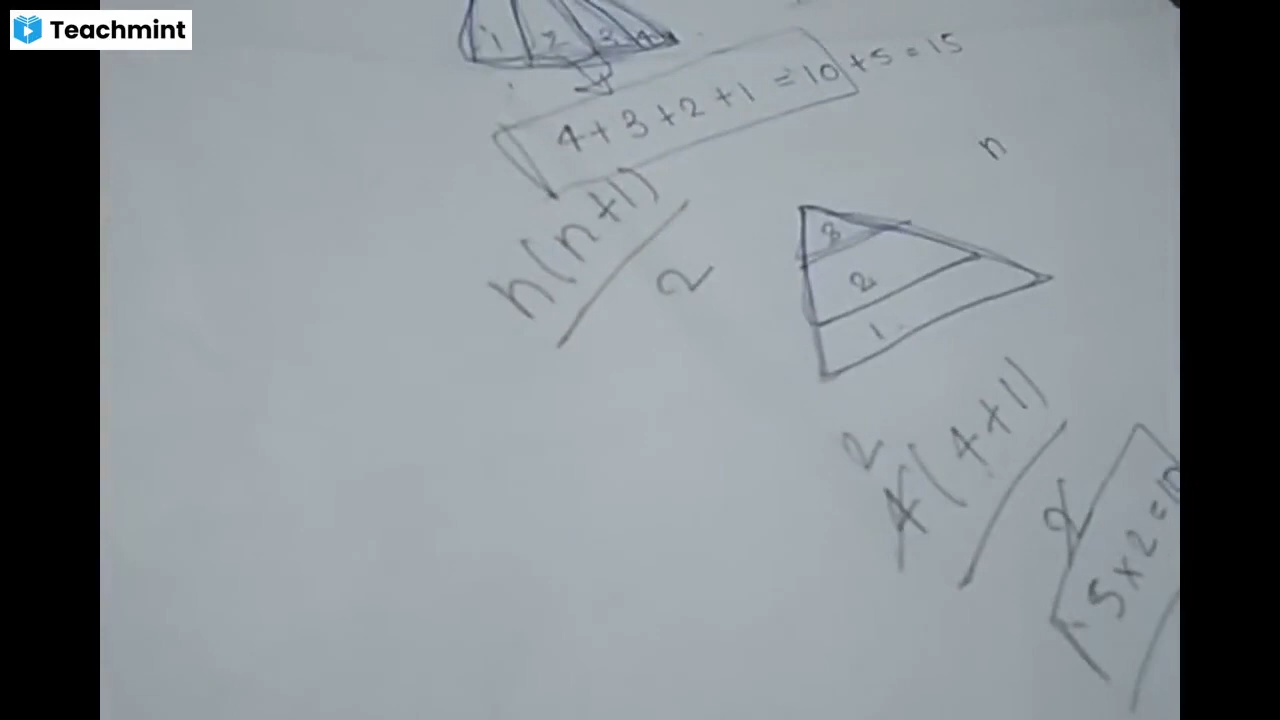 Teachmint
1 2 3 4
4+3+2+1 =10+5=15
n
n(n+1)
2
3
2
1
2
4(4+1)
2
5×2=10